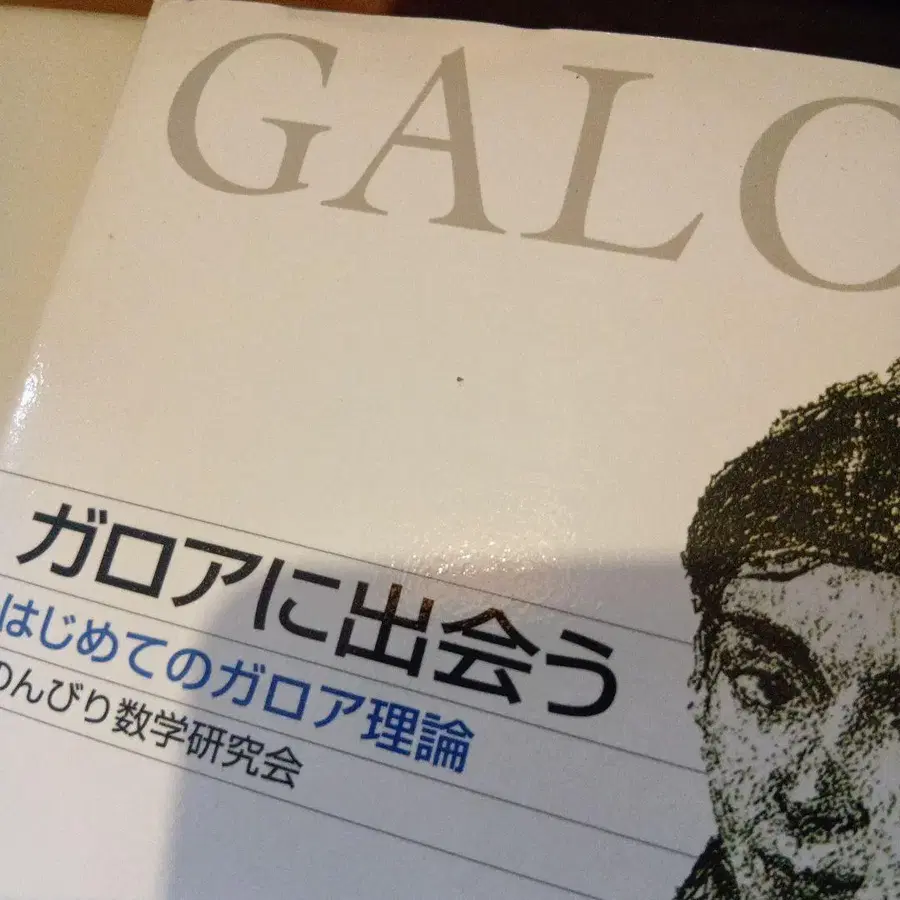 GALO
ガロアに出会う
はじめてのガロア理論
のんびり数学研究会